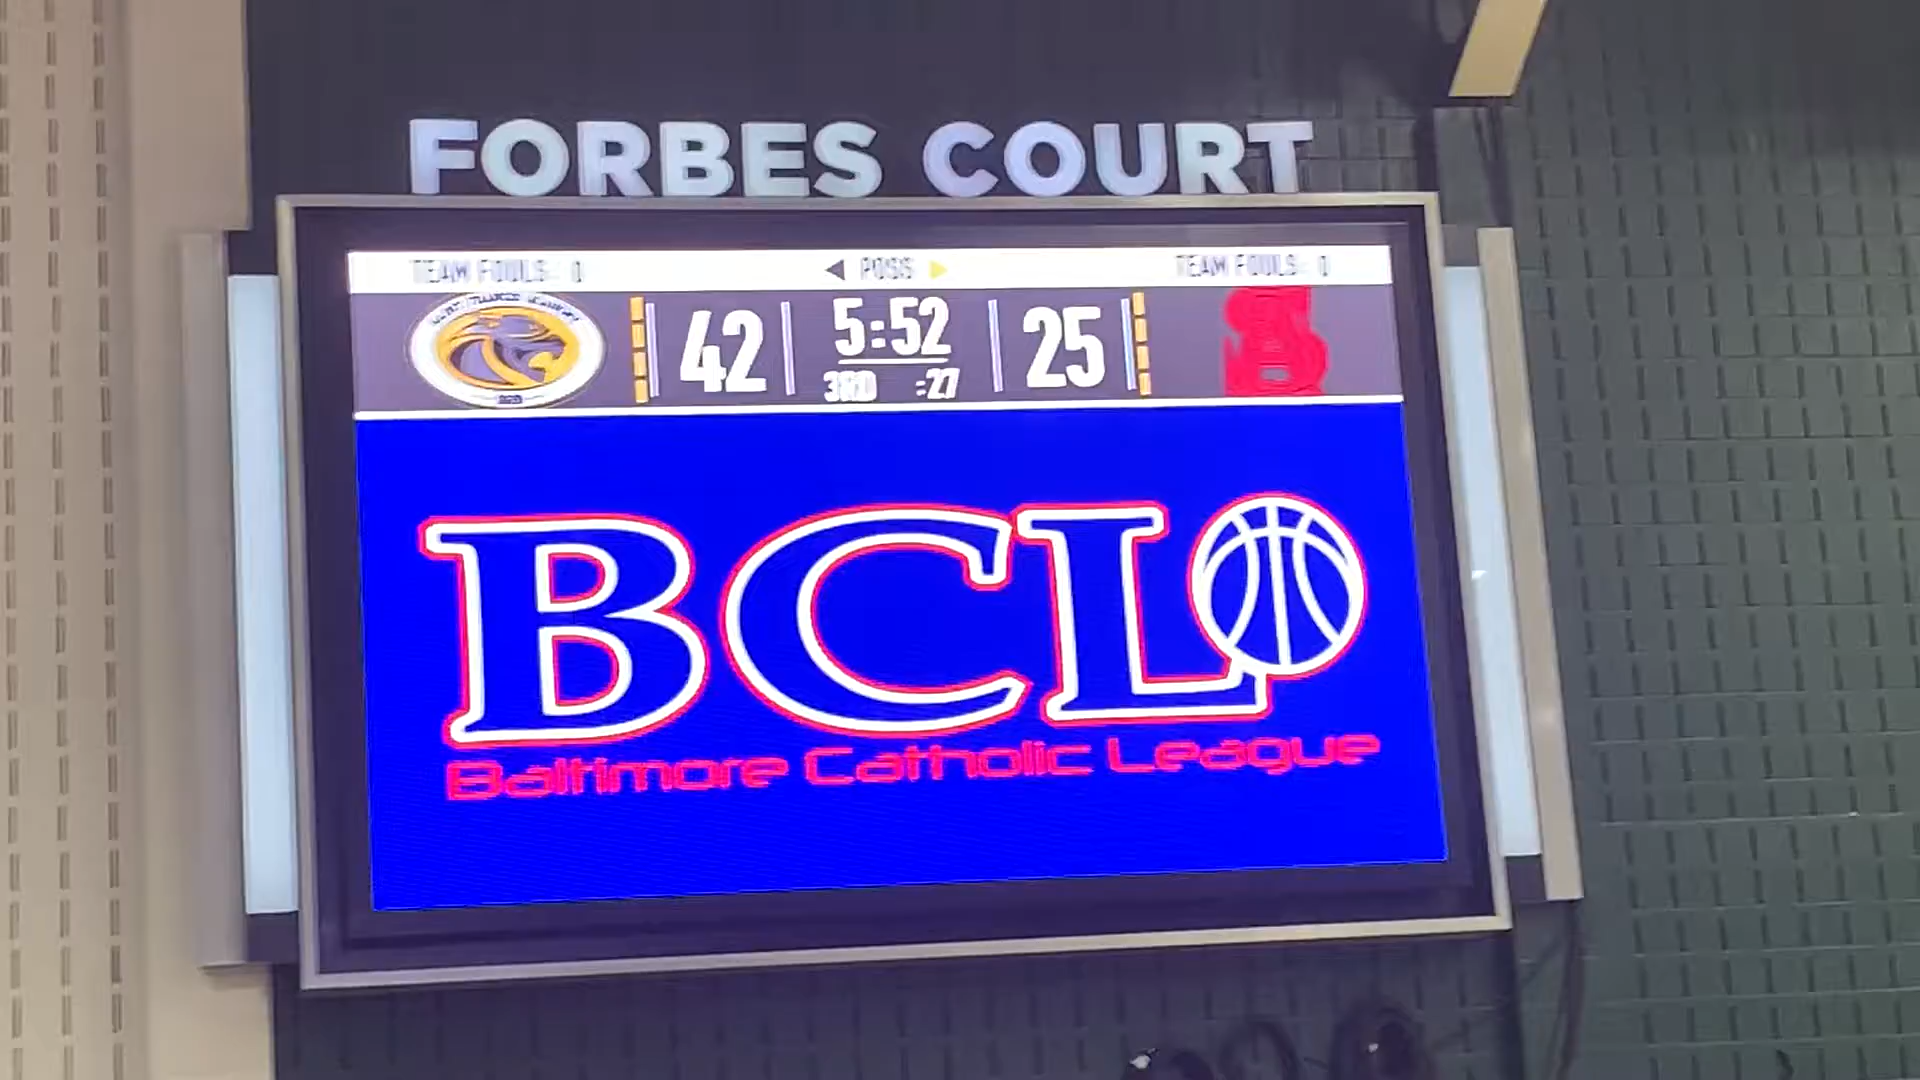 FORBES COURT
TEAM FOULS: 0 POSS TEAM FOULS: 0
42 5:52 25
3RD :27
BCL
Baltimore Catholic League